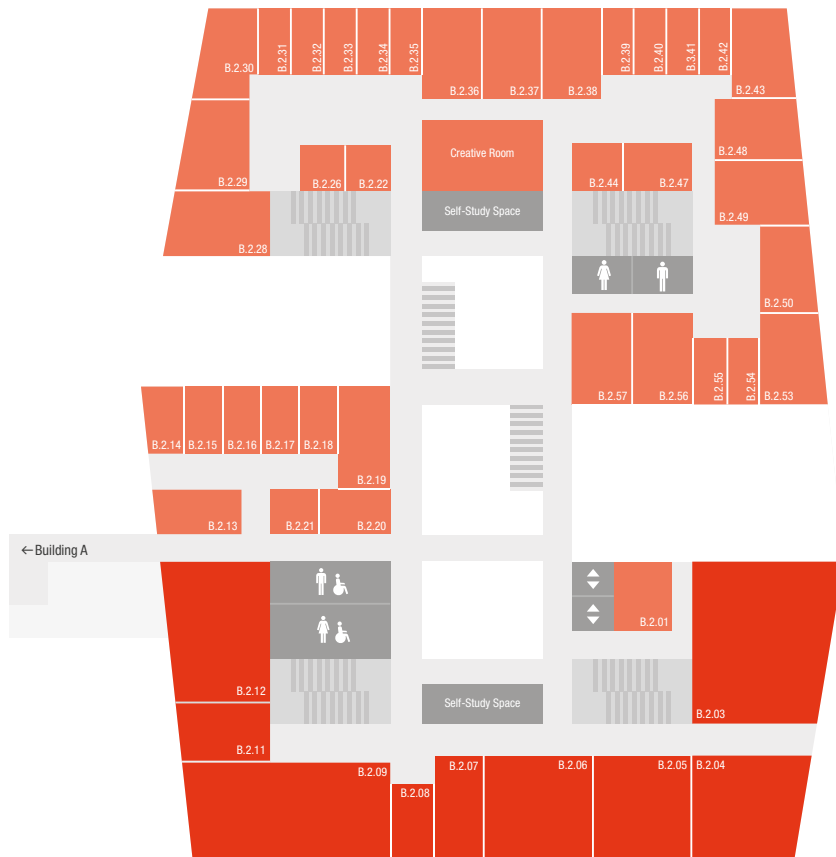 B.2.30
B.2.31
B.2.32
B.2.33
B.2.34
B.2.35
B.2.36
B.2.37
B.2.38
B.2.39
B.2.40
B.3.41
B.2.42
B.2.43
B.2.29
B.2.26
B.2.22
Creative Room
B.2.44
B.2.47
B.2.48
B.2.28
Self-Study Space
B.2.49
B.2.50
B.2.57
B.2.56
B.2.55
B.2.54
B.2.53
B.2.14
B.2.15
B.2.16
B.2.17
B.2.18
B.2.19
B.2.13
B.2.21
B.2.20
←Building A
B.2.01
B.2.12
Self-Study Space
B.2.03
B.2.11
B.2.09
B.2.08
B.2.07
B.2.06
B.2.05
B.2.04